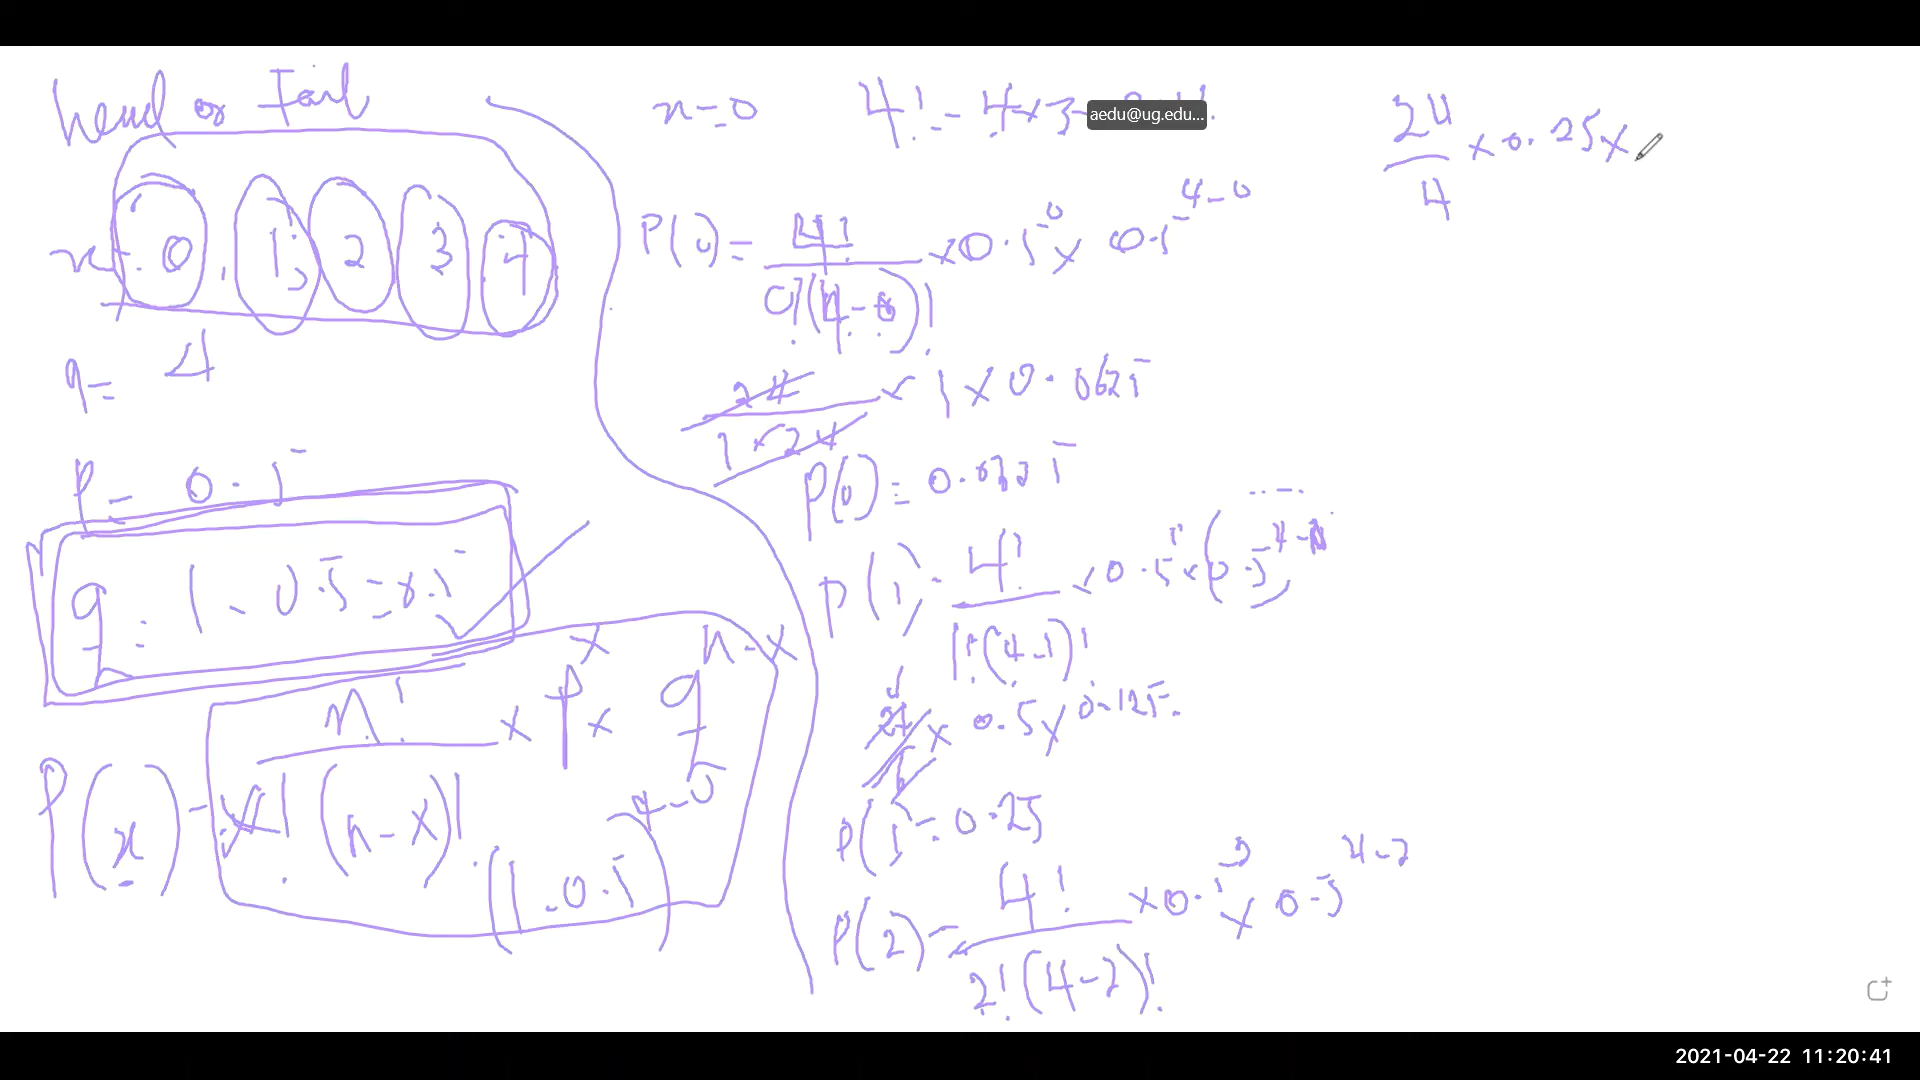 head or Tail
x = 0, 1, 2, 3, 4
n = 4
p = 0.5
q = 1 - 0.5 = 0.5
P(x) = n! / x!(n-x)! × p^x × q^n-x
(1-0.5)^4-0
x = 0
4! = 4×3
aedu@ug.edu...
P(0) = 4! / 0!(4-0)! × 0.5^0 × 0.5^4-0
24 / 1×24 × 1 × 0.0625
P(0) = 0.0625
P(1) = 4! / 1!(4-1)! × 0.5^1 × (0.5)^4-1
24 / 6 × 0.5 × 0.125
P(1) = 0.25
P(2) = 4! / 2!(4-2)! × 0.5^2 × 0.5^4-2
24 / 4 × 0.25 ×
2021-04-22 11:20:41